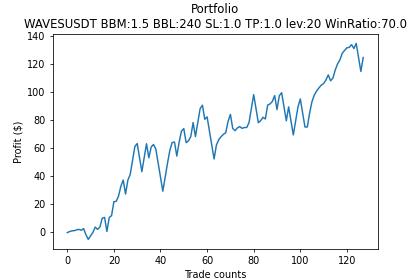 Portfolio
WAVESUSDT BBM:1.5 BBL:240 SL:1.0 TP:1.0 lev:20 WinRatio:70.0
140
120
100
80
60
40
20
0
Profit ($)
0 20 40 60 80 100 120
Trade counts